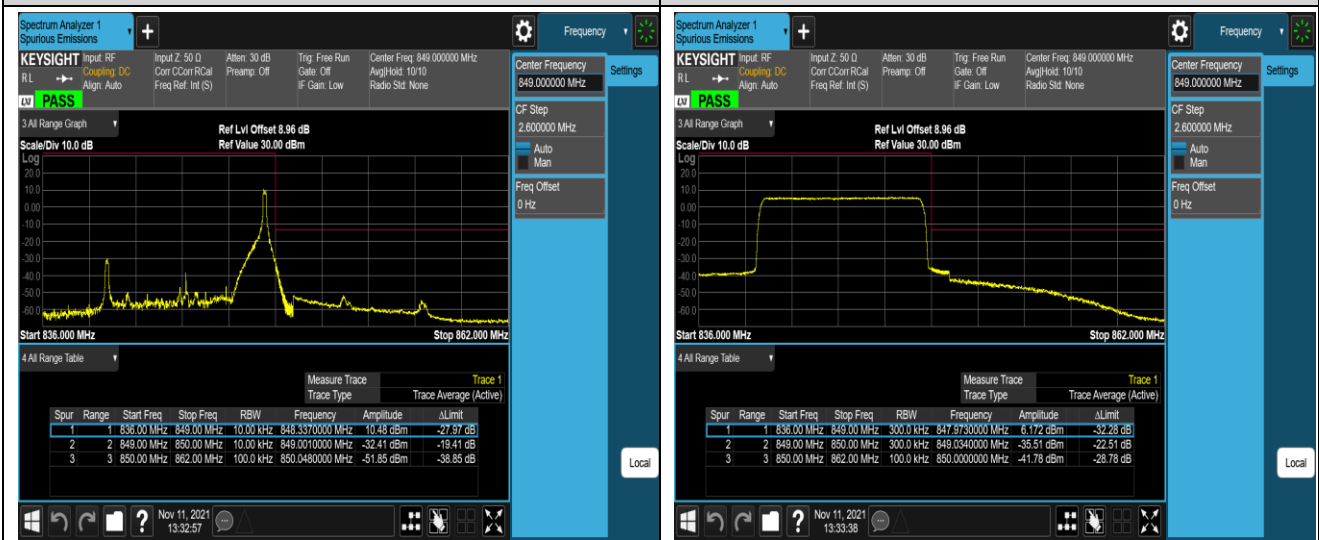 Spectrum Analyzer 1
Spurious Emissions
+
Frequency
KEYSIGHT Input: RF Input Z: 50 Ω Atten: 30 dB Trig: Free Run Center Freq: 849.000000 MHz
R L Coupling: DC Corr CCorr RCal Preamp: Off Gate: Off Avg|Hold: 10/10
Align: Auto Freq Ref: Int (S) IF Gain: Low Radio Std: None
LXI PASS
3 All Range Graph
Ref Lvl Offset 8.96 dB
Scale/Div 10.0 dB Ref Value 30.00 dBm
Log
20.0
10.0
0.00
-10.0
-20.0
-30.0
-40.0
-50.0
-60.0
Start 836.000 MHz Stop 862.000 MHz
4 All Range Table
Measure Trace Trace 1
Trace Type Trace Average (Active)
Spur Range Start Freq Stop Freq RBW Frequency Amplitude ΔLimit
1 1 836.00 MHz 849.00 MHz 10.00 kHz 848.3370000 MHz 10.48 dBm -27.97 dB
2 2 849.00 MHz 850.00 MHz 10.00 kHz 849.0010000 MHz -32.41 dBm -19.41 dB
3 3 850.00 MHz 862.00 MHz 100.0 kHz 850.0480000 MHz -51.85 dBm -38.85 dB
?
Nov 11, 2021
13:32:57
Center Frequency
849.000000 MHz
Settings
CF Step
2.600000 MHz
Auto
Man
Freq Offset
0 Hz
Local
Spectrum Analyzer 1
Spurious Emissions
+
Frequency
KEYSIGHT Input: RF Input Z: 50 Ω Atten: 30 dB Trig: Free Run Center Freq: 849.000000 MHz
R L Coupling: DC Corr CCorr RCal Preamp: Off Gate: Off Avg|Hold: 10/10
Align: Auto Freq Ref: Int (S) IF Gain: Low Radio Std: None
LXI PASS
3 All Range Graph
Ref Lvl Offset 8.96 dB
Scale/Div 10.0 dB Ref Value 30.00 dBm
Log
20.0
10.0
0.00
-10.0
-20.0
-30.0
-40.0
-50.0
-60.0
Start 836.000 MHz Stop 862.000 MHz
4 All Range Table
Measure Trace Trace 1
Trace Type Trace Average (Active)
Spur Range Start Freq Stop Freq RBW Frequency Amplitude ΔLimit
1 1 836.00 MHz 849.00 MHz 300.0 kHz 847.9730000 MHz 6.172 dBm -32.28 dB
2 2 849.00 MHz 850.00 MHz 300.0 kHz 849.0340000 MHz -35.51 dBm -22.51 dB
3 3 850.00 MHz 862.00 MHz 100.0 kHz 850.0000000 MHz -41.78 dBm -28.78 dB
?
Nov 11, 2021
13:33:38
Center Frequency
849.000000 MHz
Settings
CF Step
2.600000 MHz
Auto
Man
Freq Offset
0 Hz
Local